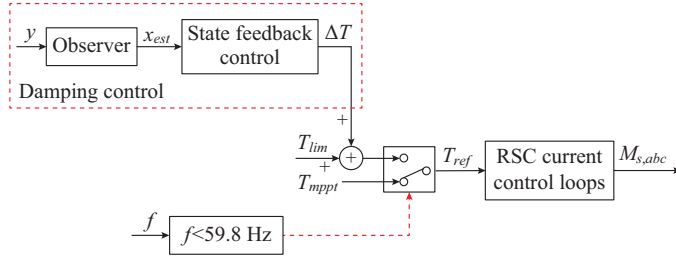 y
Observer
x_est
State feedback
control
ΔT
Damping control
+
T_lim
+
+
T_mppt
T_ref
RSC current
control loops
M_s,abc
f
f<59.8 Hz